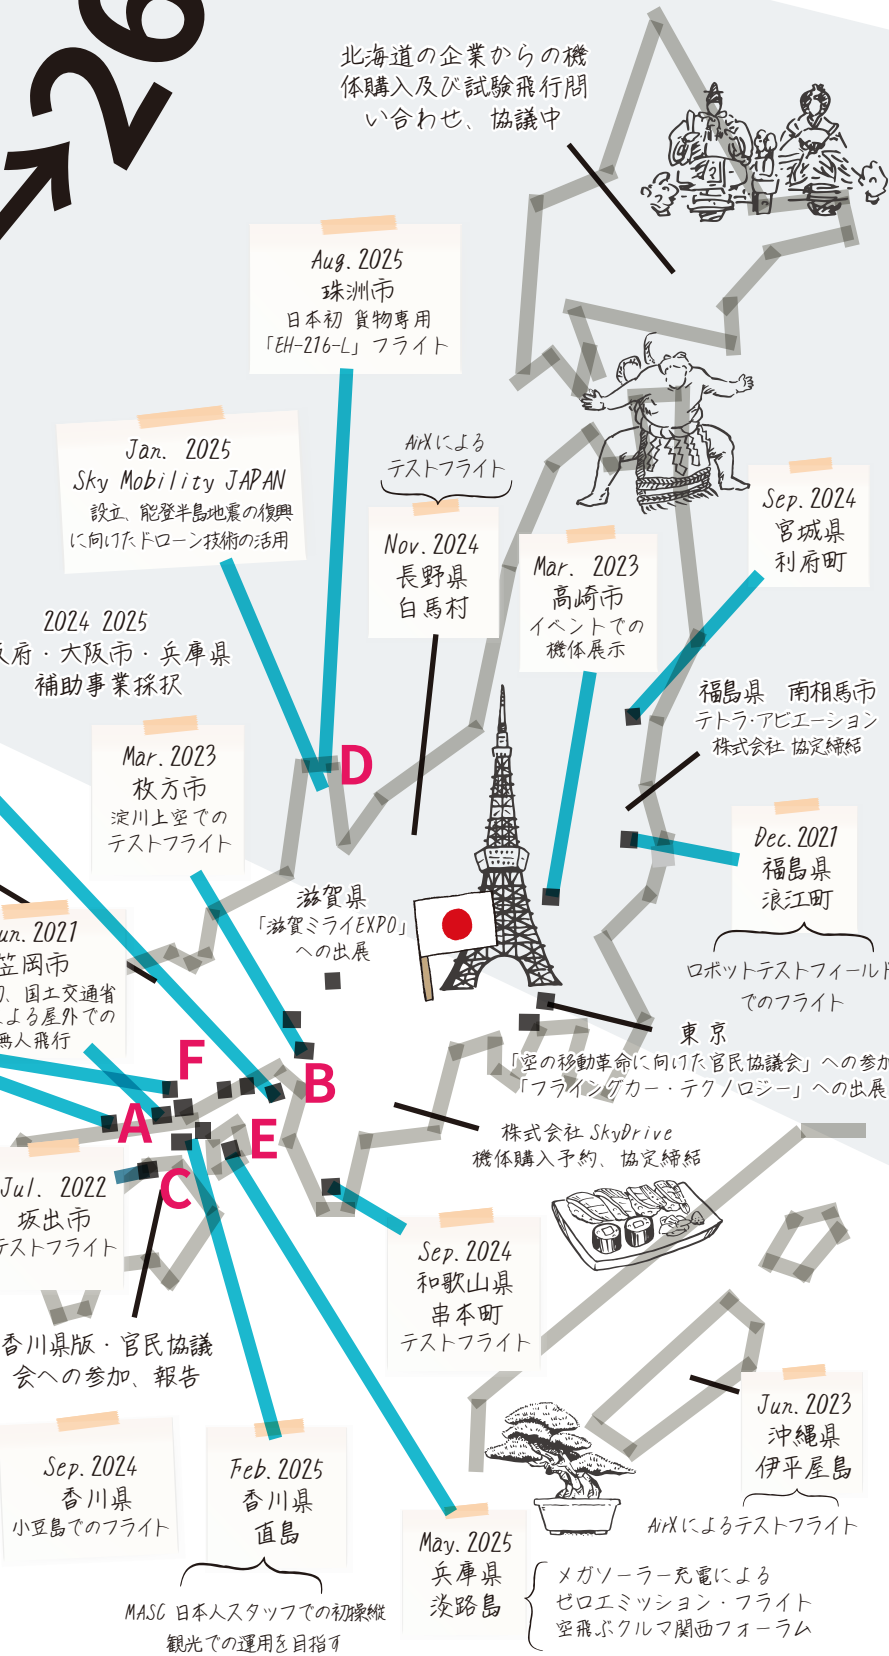 →26
北海道の企業からの機
体購入及び試験飛行問
い合わせ、協議中
Aug. 2025
珠洲市
日本初 貨物専用
「EH-216-L」フライト
Jan. 2025
Sky Mobility JAPAN
設立、能登半島地震の復興
に向けたドローン技術の活用
AirXによる
テストフライト
Nov. 2024
長野県
白馬村
Mar. 2023
高崎市
イベントでの
機体展示
Sep. 2024
宮城県
利府町
2024 2025
阪府・大阪市・兵庫県
補助事業採択
福島県 南相馬市
テトラ・アビエーション
株式会社 協定締結
Mar. 2023
枚方市
淀川上空での
テストフライト
D
Dec. 2021
福島県
浪江町
ロボットテストフィールド
でのフライト
滋賀県
「滋賀ミライEXPO」
への出展
un. 2021
笠岡市
、国土交通省
よる屋外での
無人飛行
東京
「空の移動革命に向けた官民協議会」への参加
「フライングカー・テクノロジー」への出展
F
B
A
E
C
株式会社 SkyDrive
機体購入予約、協定締結
Jul. 2022
坂出市
テストフライト
Sep. 2024
和歌山県
串本町
テストフライト
香川県版・官民協議
会への参加、報告
Jun. 2023
沖縄県
伊平屋島
AirXによるテストフライト
Sep. 2024
香川県
小豆島でのフライト
Feb. 2025
香川県
直島
MASC 日本人スタッフでの初操縦
観光での運用を目指す
May. 2025
兵庫県
淡路島
メガソーラー充電による
ゼロエミッション・フライト
空飛ぶクルマ関西フォーラム